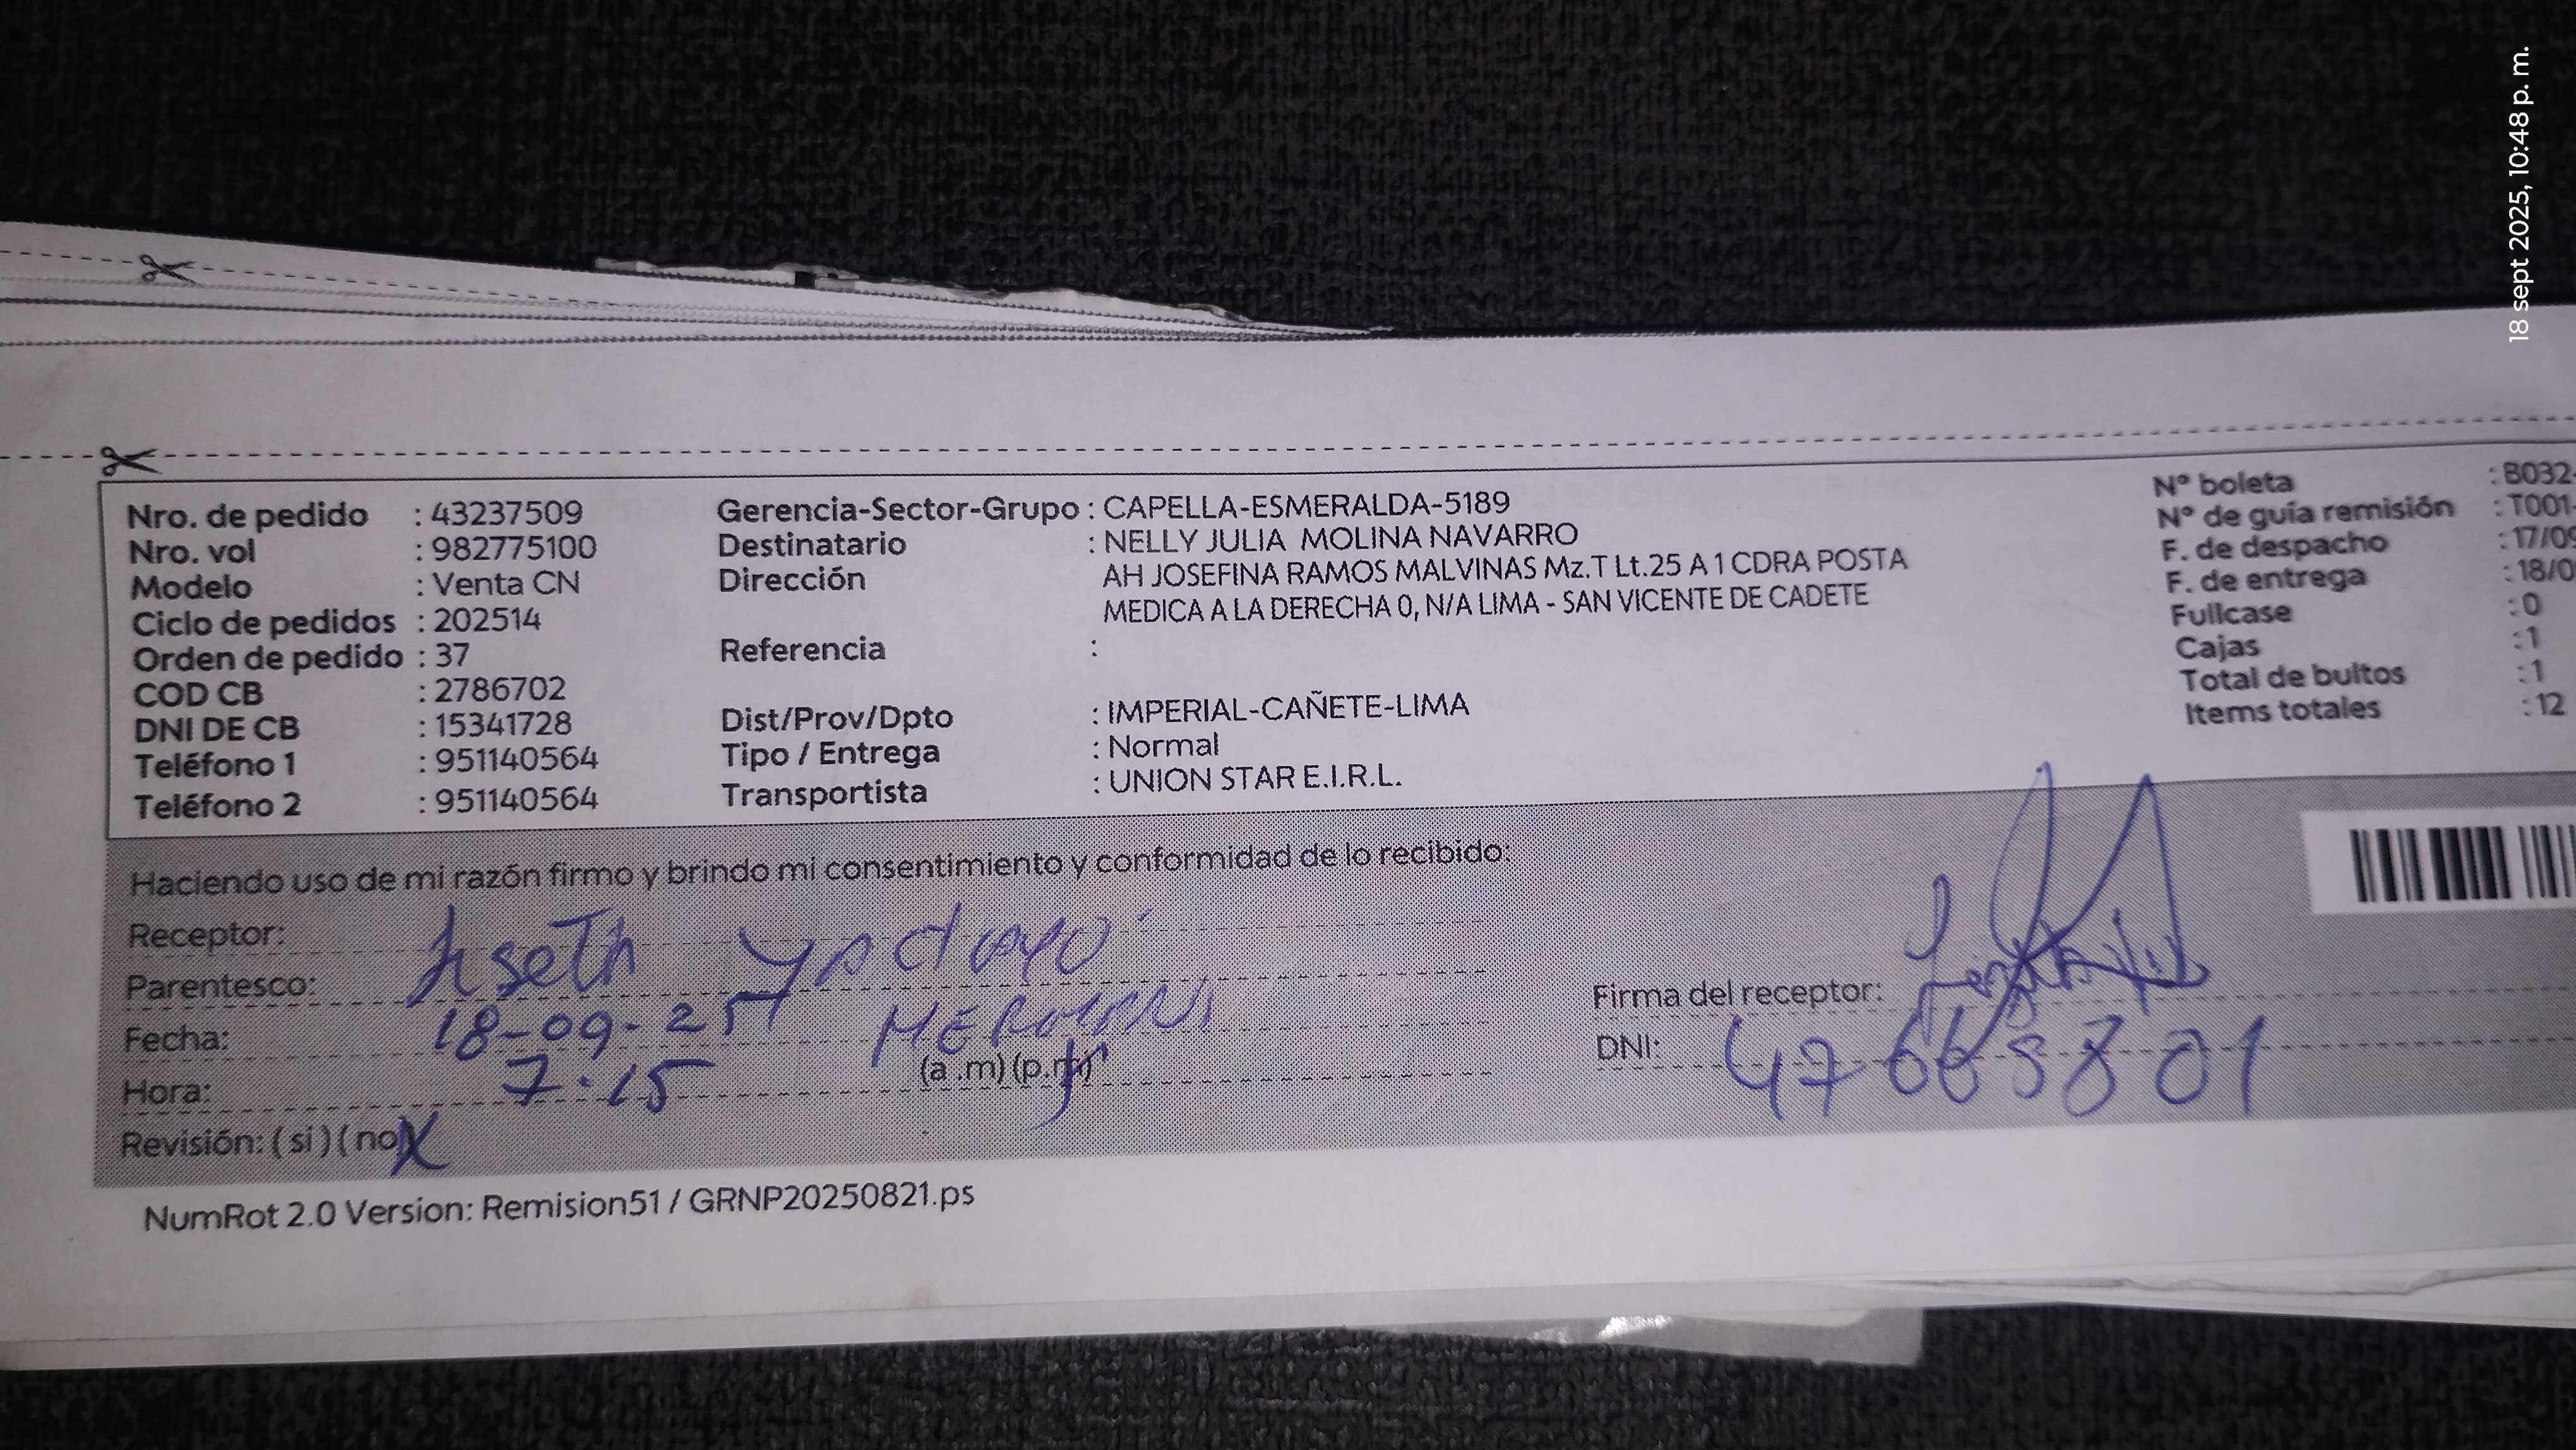 18 sept 2025, 10:48 p. m.
Nro. de pedido : 43237509
Nro. vol : 982775100
Modelo : Venta CN
Ciclo de pedidos : 202514
Orden de pedido : 37
COD CB : 2786702
DNI DE CB : 15341728
Teléfono 1 : 951140564
Teléfono 2 : 951140564
Gerencia-Sector-Grupo : CAPELLA-ESMERALDA-5189
Destinatario : NELLY JULIA MOLINA NAVARRO
Dirección AH JOSEFINA RAMOS MALVINAS Mz.T Lt.25 A 1 CDRA POSTA
MEDICA A LA DERECHA 0, N/A LIMA - SAN VICENTE DE CADETE
Referencia :
Dist/Prov/Dpto : IMPERIAL-CAÑETE-LIMA
Tipo / Entrega : Normal
Transportista : UNION STAR E.I.R.L.
N° boleta : B032-
N° de guía remisión : T001-
F. de despacho : 17/09
F. de entrega : 18/0
Fullcase : 0
Cajas : 1
Total de bultos : 1
Items totales : 12
Haciendo uso de mi razón firmo y brindo mi consentimiento y conformidad de lo recibido:
Receptor: Liseth
Parentesco:
Fecha: 18-09-25
Hora: 7:15 (a.m) (p.m)
Revisión: (si) (no) X
Firma del receptor:
DNI:
NumRot 2.0 Version: Remision51 / GRNP20250821.ps